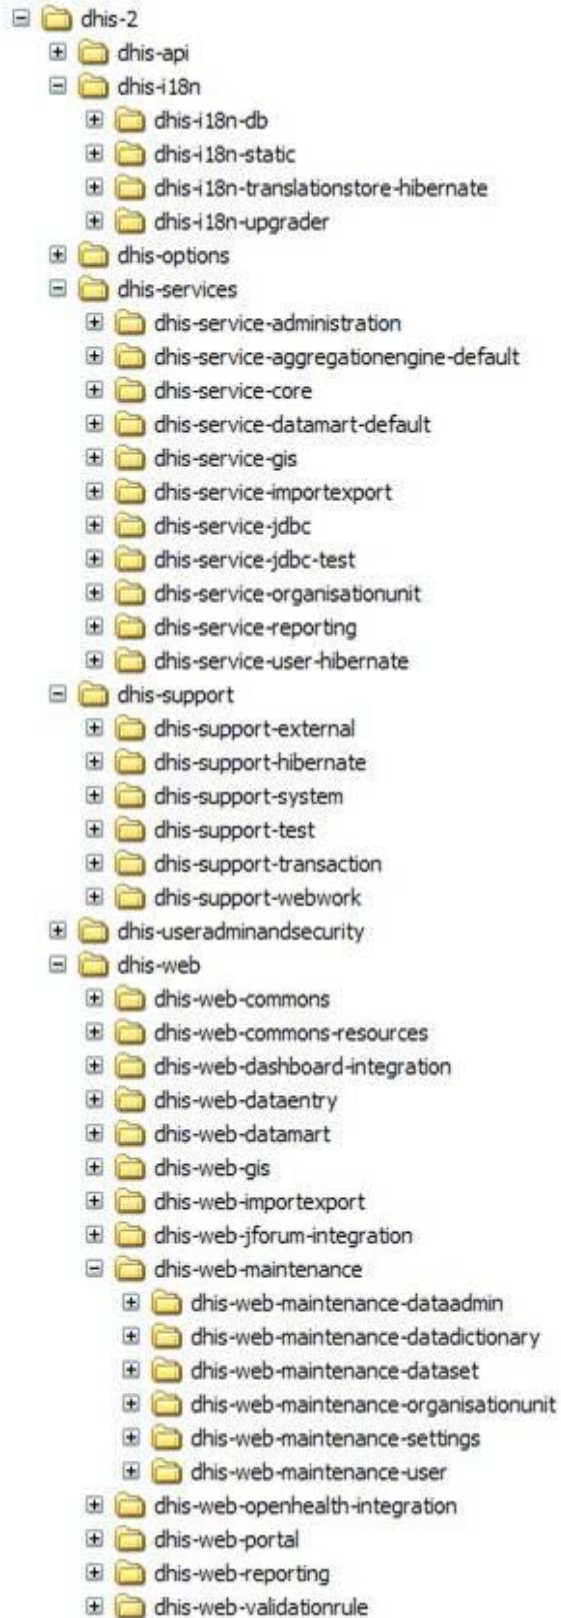 dhis-2
dhis-api
dhis-i18n
dhis-i18n-db
dhis-i18n-static
dhis-i18n-translationstore-hibernate
dhis-i18n-upgrader
dhis-options
dhis-services
dhis-service-administration
dhis-service-aggregationengine-default
dhis-service-core
dhis-service-datamart-default
dhis-service-gis
dhis-service-importexport
dhis-service-jdbc
dhis-service-jdbc-test
dhis-service-organisationunit
dhis-service-reporting
dhis-service-user-hibernate
dhis-support
dhis-support-external
dhis-support-hibernate
dhis-support-system
dhis-support-test
dhis-support-transaction
dhis-support-webwork
dhis-useradminandsecurity
dhis-web
dhis-web-commons
dhis-web-commons-resources
dhis-web-dashboard-integration
dhis-web-dataentry
dhis-web-datamart
dhis-web-gis
dhis-web-importexport
dhis-web-jforum-integration
dhis-web-maintenance
dhis-web-maintenance-dataadmin
dhis-web-maintenance-datadictionary
dhis-web-maintenance-dataset
dhis-web-maintenance-organisationunit
dhis-web-maintenance-settings
dhis-web-maintenance-user
dhis-web-openhealth-integration
dhis-web-portal
dhis-web-reporting
dhis-web-validationrule